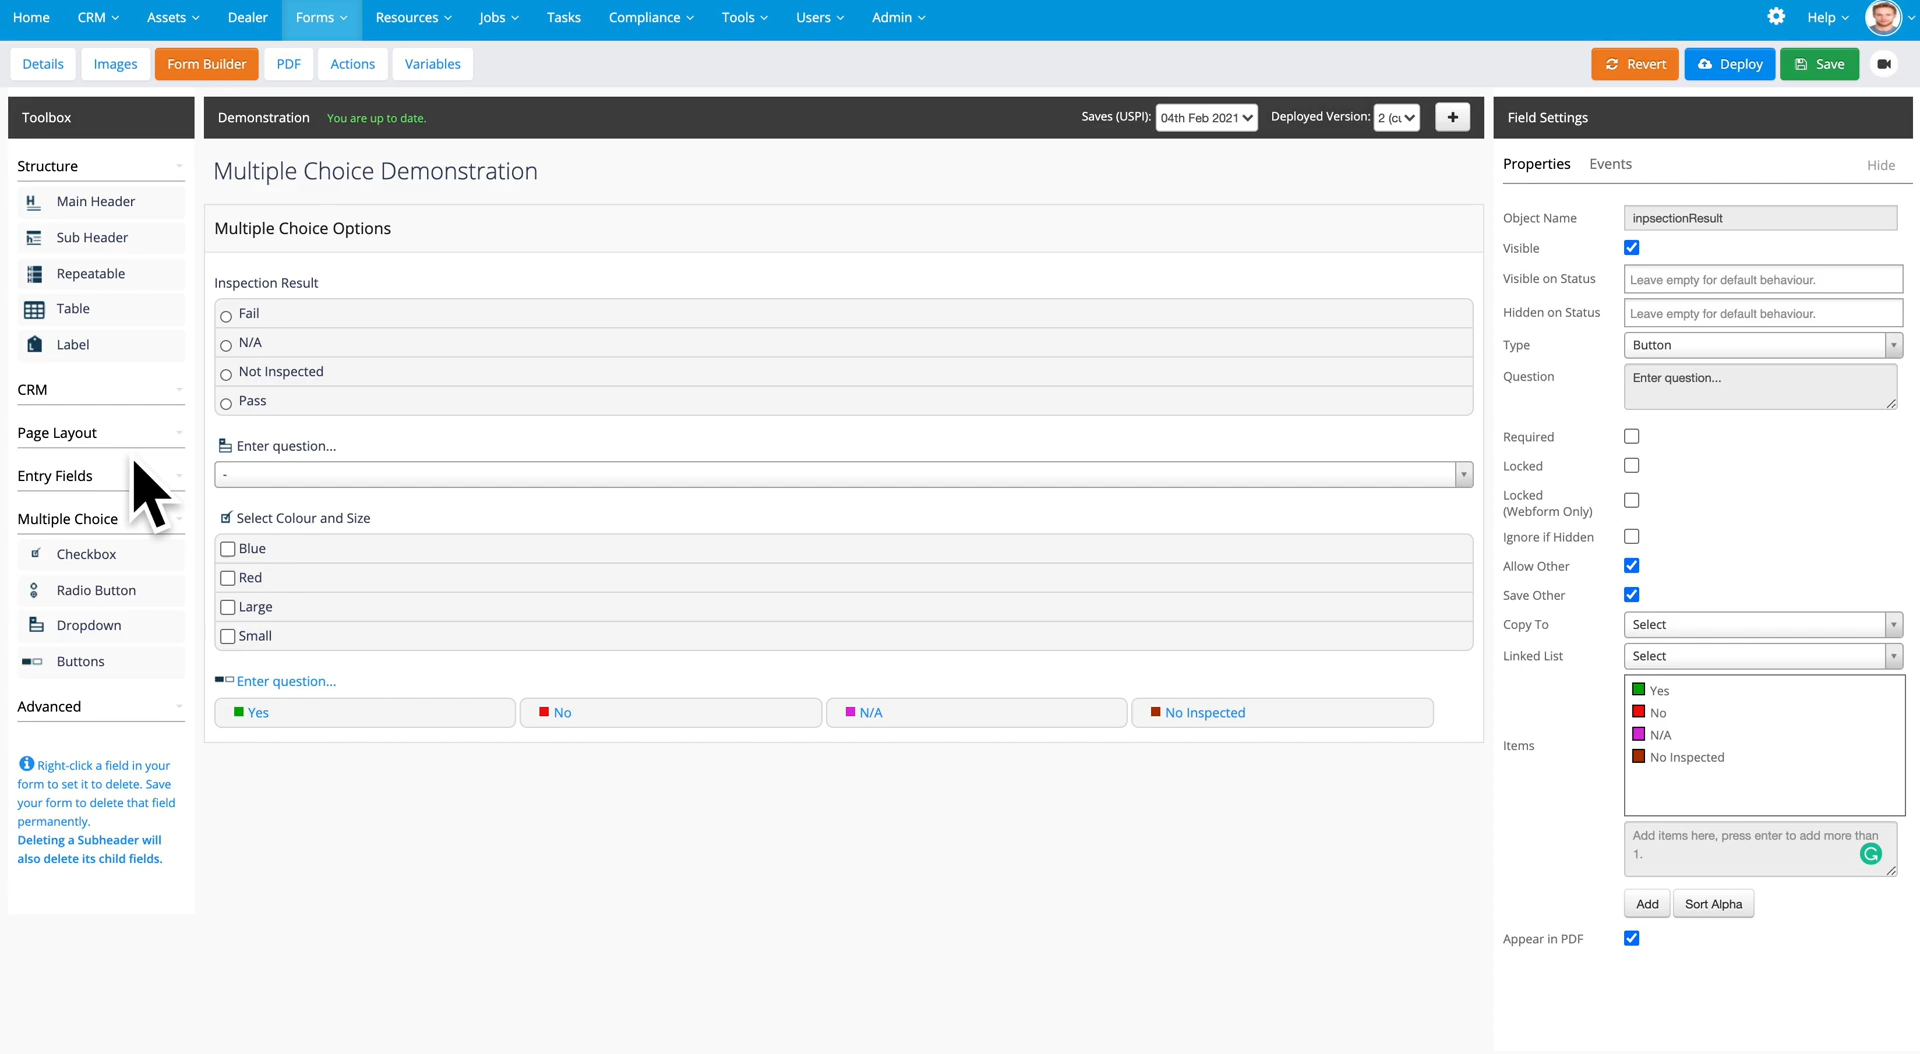 Home CRM Assets Dealer Forms Resources Jobs Tasks Compliance Tools Users Admin Help
Details Images Form Builder PDF Actions Variables Revert Deploy Save
Toolbox
Structure
Main Header
Sub Header
Repeatable
Table
Label
CRM
Page Layout
Entry Fields
Multiple Choice
Checkbox
Radio Button
Dropdown
Buttons
Advanced
Right-click a field in your
form to set it to delete. Save
your form to delete that field
permanently.
Deleting a Subheader will
also delete its child fields.
Demonstration You are up to date. Saves (USPI): 04th Feb 2021 Deployed Version: 2 (cu +
Multiple Choice Demonstration
Multiple Choice Options
Inspection Result
Fail
N/A
Not Inspected
Pass
Enter question...
-
Select Colour and Size
Blue
Red
Large
Small
Enter question...
Yes No N/A No Inspected
Field Settings
Properties Events Hide
Object Name inpsectionResult
Visible
Visible on Status Leave empty for default behaviour.
Hidden on Status Leave empty for default behaviour.
Type Button
Question Enter question...
Required
Locked
Locked
(Webform Only)
Ignore if Hidden
Allow Other
Save Other
Copy To Select
Linked List Select
Items
Yes
No
N/A
No Inspected
Add items here, press enter to add more than
1.
Add Sort Alpha
Appear in PDF